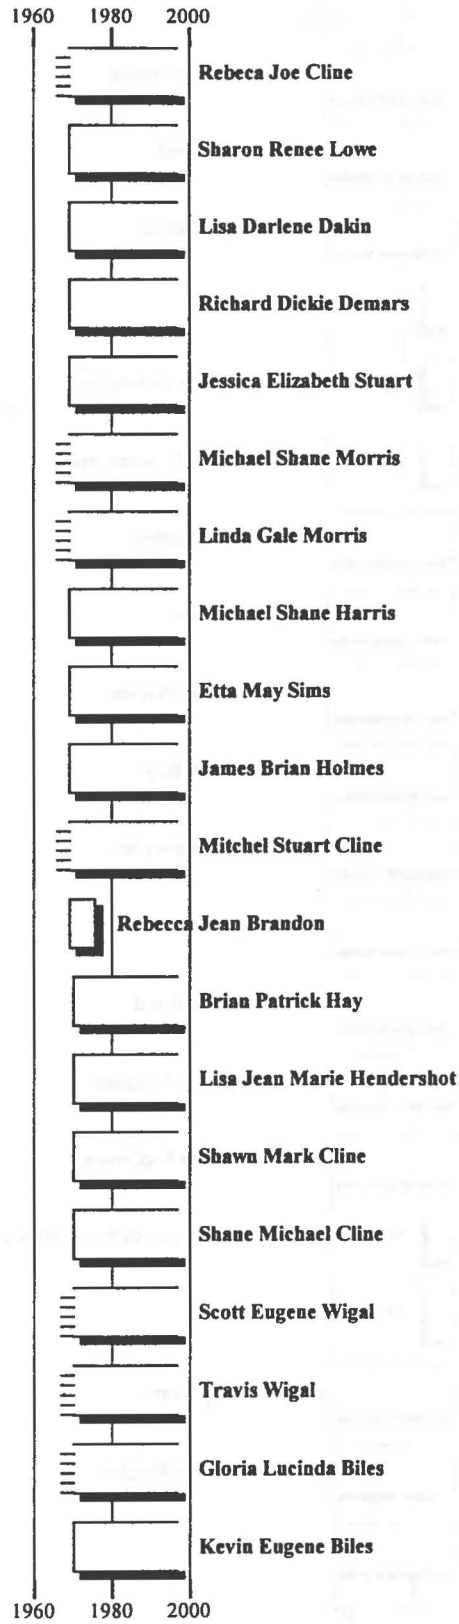 1960 1980 2000
Rebeca Joe Cline
Sharon Renee Lowe
Lisa Darlene Dakin
Richard Dickie Demars
Jessica Elizabeth Stuart
Michael Shane Morris
Linda Gale Morris
Michael Shane Harris
Etta May Sims
James Brian Holmes
Mitchel Stuart Cline
Rebecca Jean Brandon
Brian Patrick Hay
Lisa Jean Marie Hendershot
Shawn Mark Cline
Shane Michael Cline
Scott Eugene Wigal
Travis Wigal
Gloria Lucinda Biles
Kevin Eugene Biles
1960 1980 2000